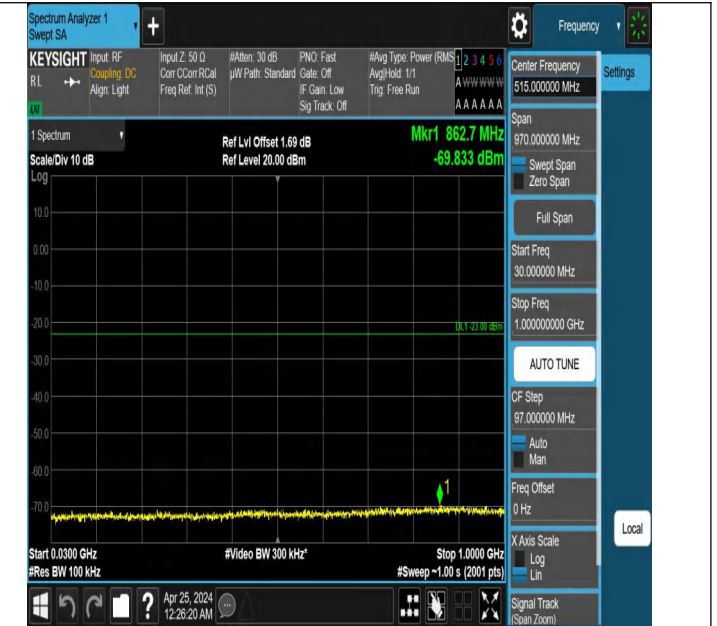 Spectrum Analyzer 1
Swept SA
+
Frequency
KEYSIGHT
RL
Input: RF
Coupling: DC
Align: Light
Input Z: 50 Ω
Corr CCorr RCal
Freq Ref: Int (S)
#Atten: 30 dB
µW Path: Standard
PNO: Fast
Gate: Off
IF Gain: Low
Sig Track: Off
#Avg Type: Power (RMS
Avg|Hold: 1/1
Trig: Free Run
1 2 3 4 5 6
A W W W W W
A A A A A A
LXI
1 Spectrum
Scale/Div 10 dB
Log
Ref Lvl Offset 1.69 dB
Ref Level 20.00 dBm
Mkr1 862.7 MHz
-69.833 dBm
10.0
0.00
-10.0
-20.0
DL1 -23.00 dBm
-30.0
-40.0
-50.0
-60.0
1
-70.0
Start 0.0300 GHz
#Res BW 100 kHz
#Video BW 300 kHz*
Stop 1.0000 GHz
#Sweep ~1.00 s (2001 pts)
?
Apr 25, 2024
12:26:20 AM
Center Frequency
515.000000 MHz
Settings
Span
970.000000 MHz
Swept Span
Zero Span
Full Span
Start Freq
30.000000 MHz
Stop Freq
1.000000000 GHz
AUTO TUNE
CF Step
97.000000 MHz
Auto
Man
Freq Offset
0 Hz
Local
X Axis Scale
Log
Lin
Signal Track
(Span Zoom)